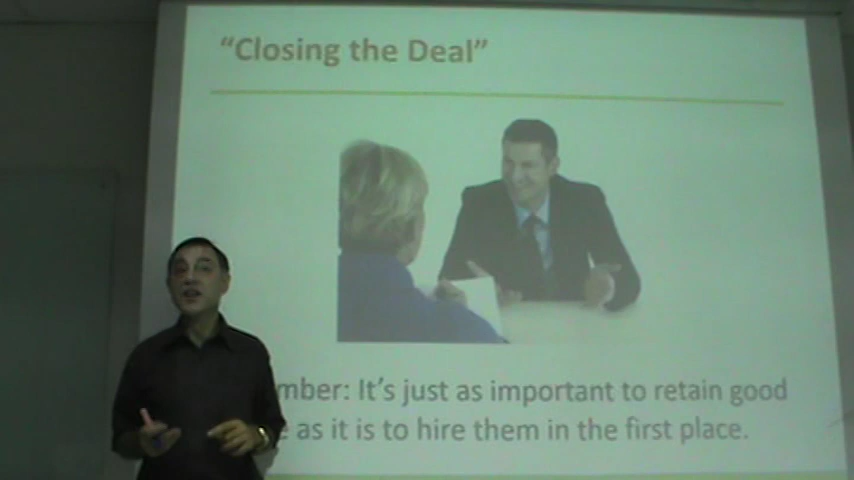 “Closing the Deal”
mber: It’s just as important to retain good
e as it is to hire them in the first place.